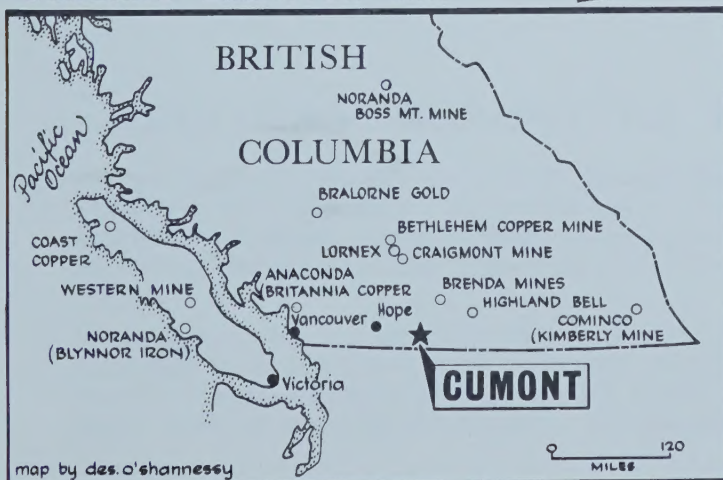 BRITISH
NORANDA
BOSS MT. MINE
COLUMBIA
Pacific
Ocean
BRALORNE GOLD
BETHLEHEM COPPER MINE
COAST
COPPER
LORNEX
CRAIGMONT MINE
ANACONDA
BRITANNIA COPPER
WESTERN MINE
BRENDA MINES
HIGHLAND BELL
Vancouver
Hope
COMINCO
(KIMBERLY MINE
NORANDA
(BLYNNOR IRON)
Victoria
CUMONT
120
MILES
map by des. o'shannessy